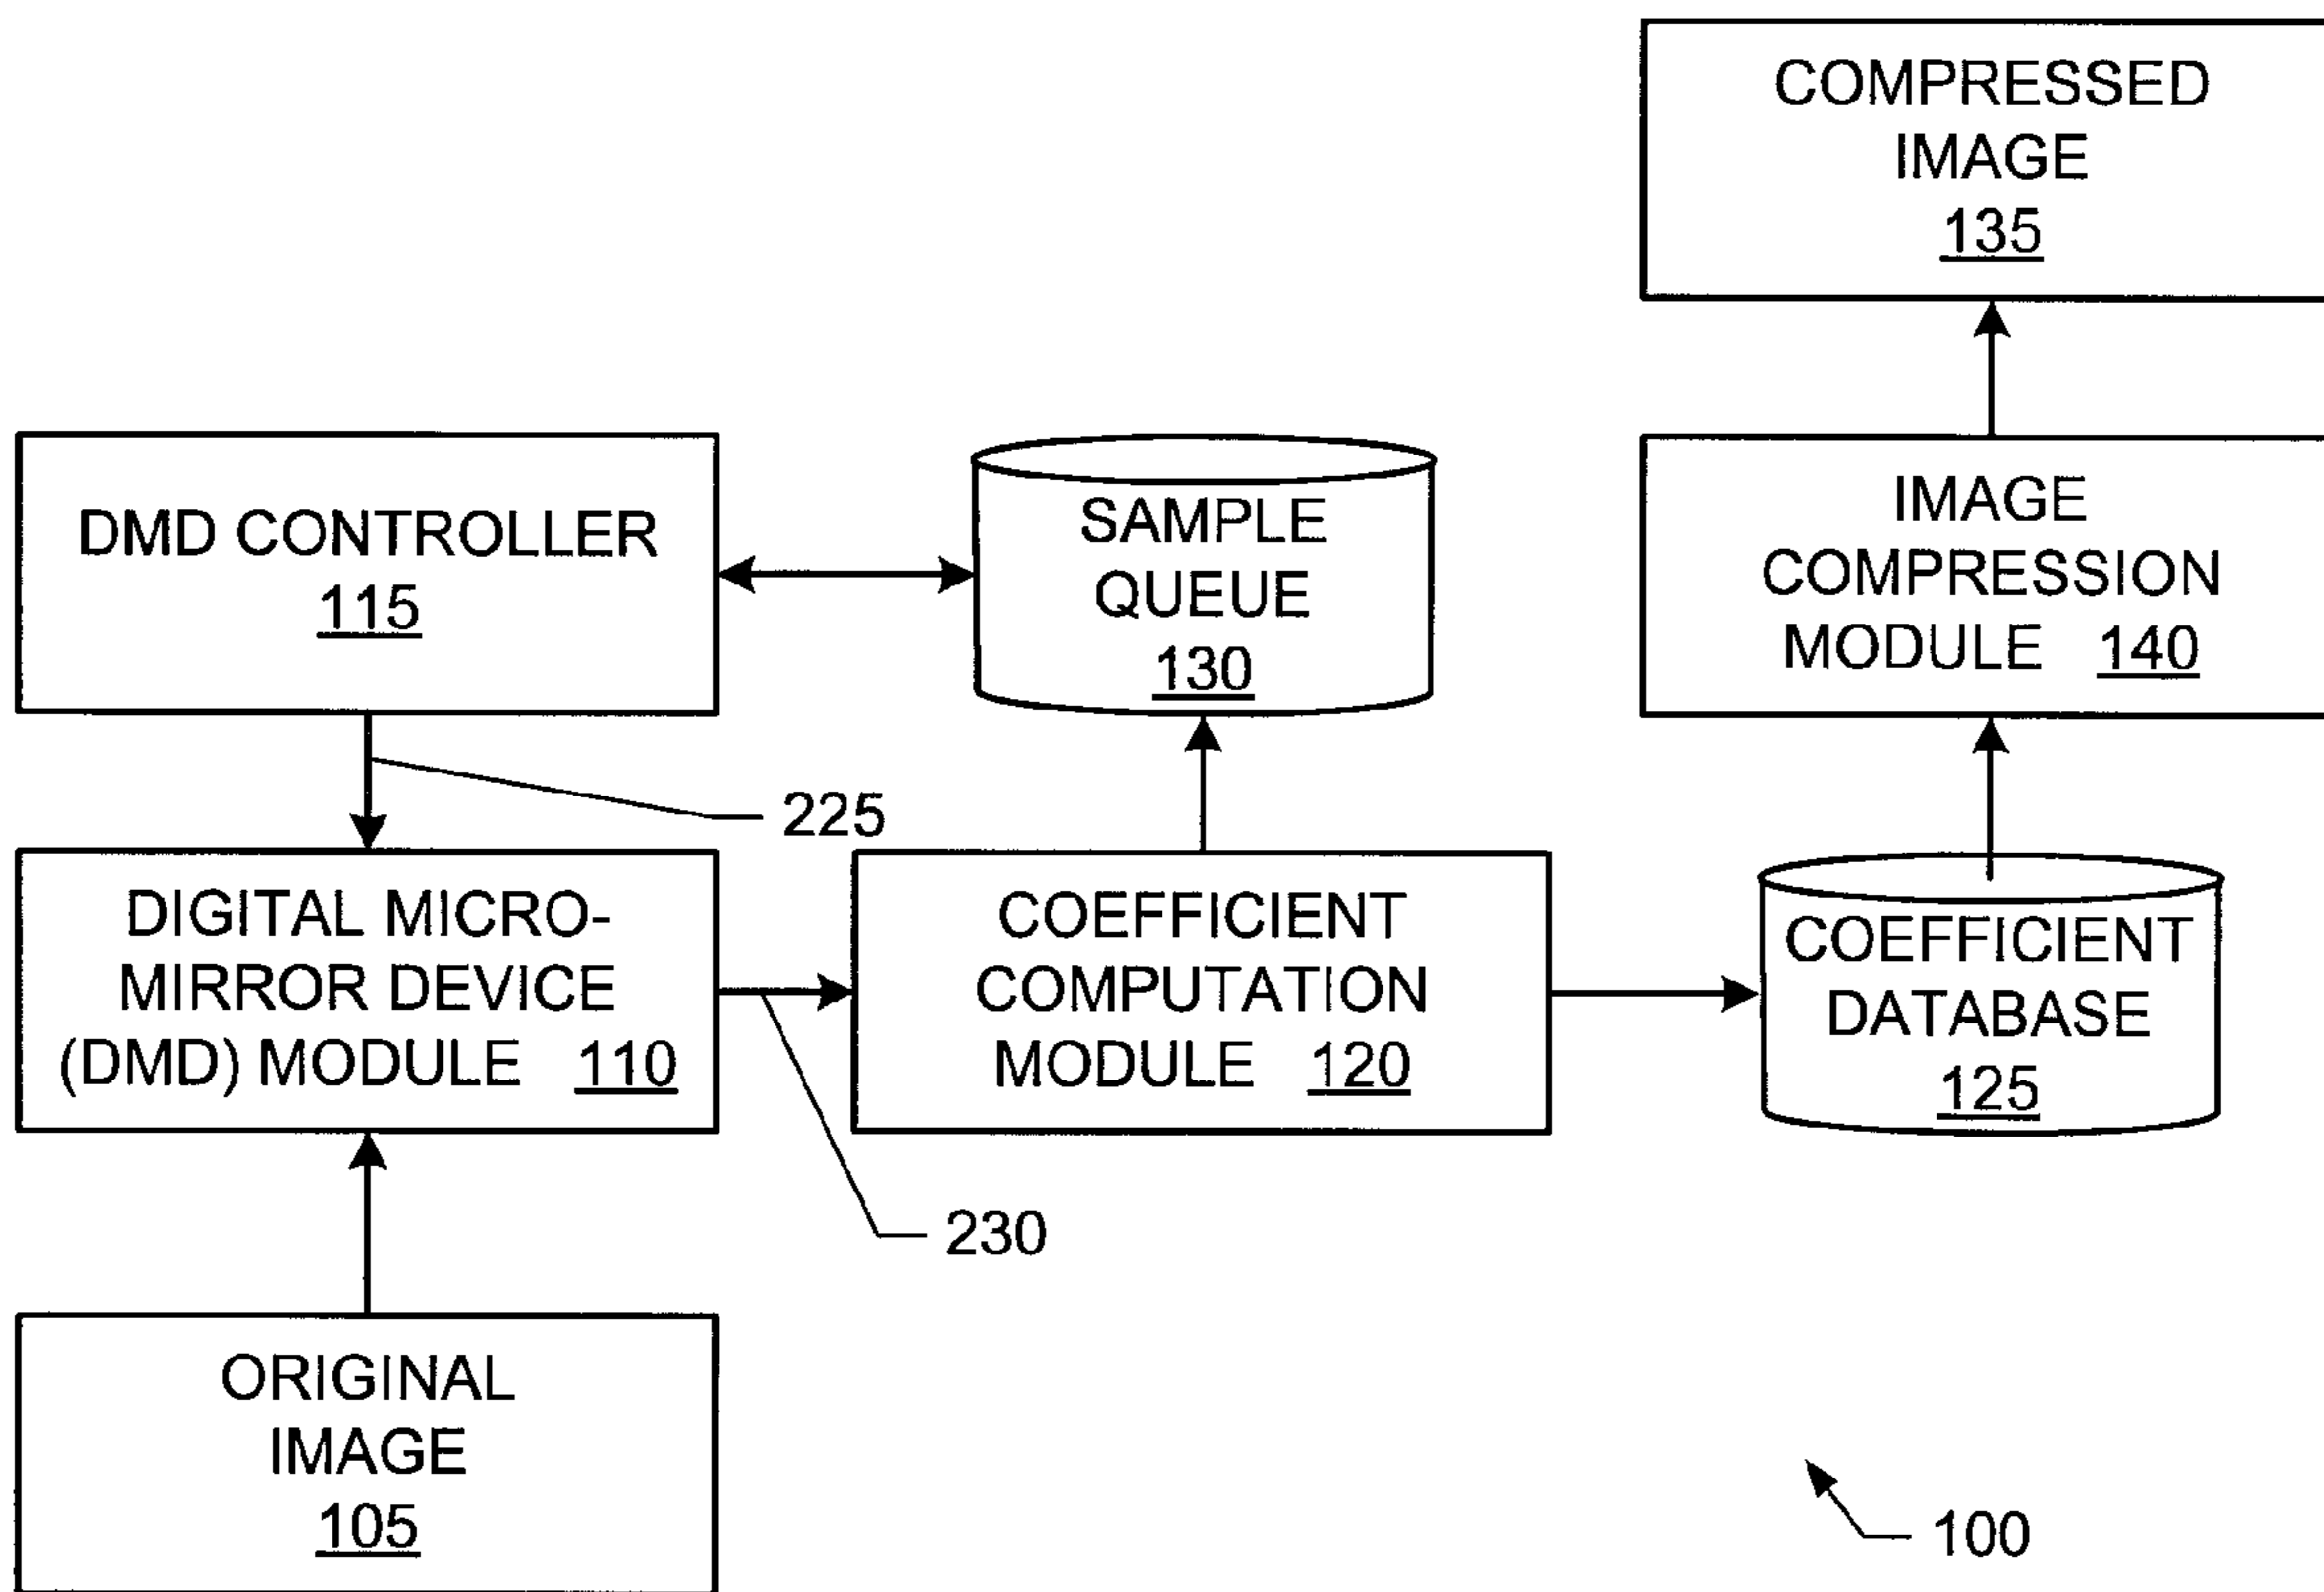 COMPRESSED
IMAGE
135
DMD CONTROLLER
115
SAMPLE
QUEUE
130
IMAGE
COMPRESSION
MODULE 140
225
DIGITAL MICRO-
MIRROR DEVICE
(DMD) MODULE 110
COEFFICIENT
COMPUTATION
MODULE 120
COEFFICIENT
DATABASE
125
230
ORIGINAL
IMAGE
105
100